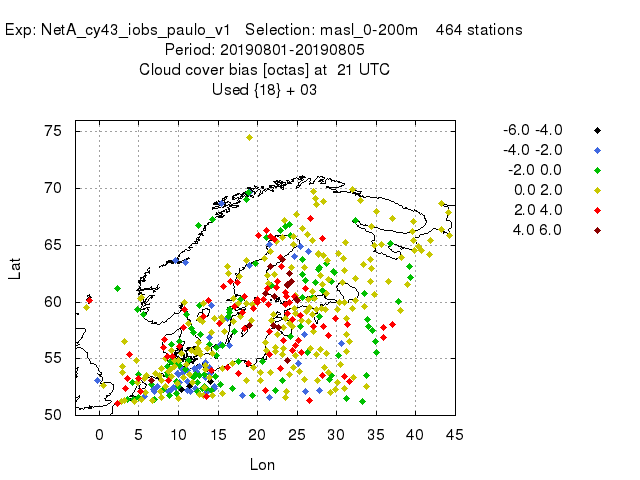 Exp: NetA_cy43_iobs_paulo_v1 Selection: masl_0-200m 464 stations
Period: 20190801-20190805
Cloud cover bias [octas] at 21 UTC
Used {18} + 03
-6.0 -4.0
-4.0 -2.0
-2.0 0.0
0.0 2.0
2.0 4.0
4.0 6.0
75
70
65
60
55
50
Lat
0 5 10 15 20 25 30 35 40 45
Lon